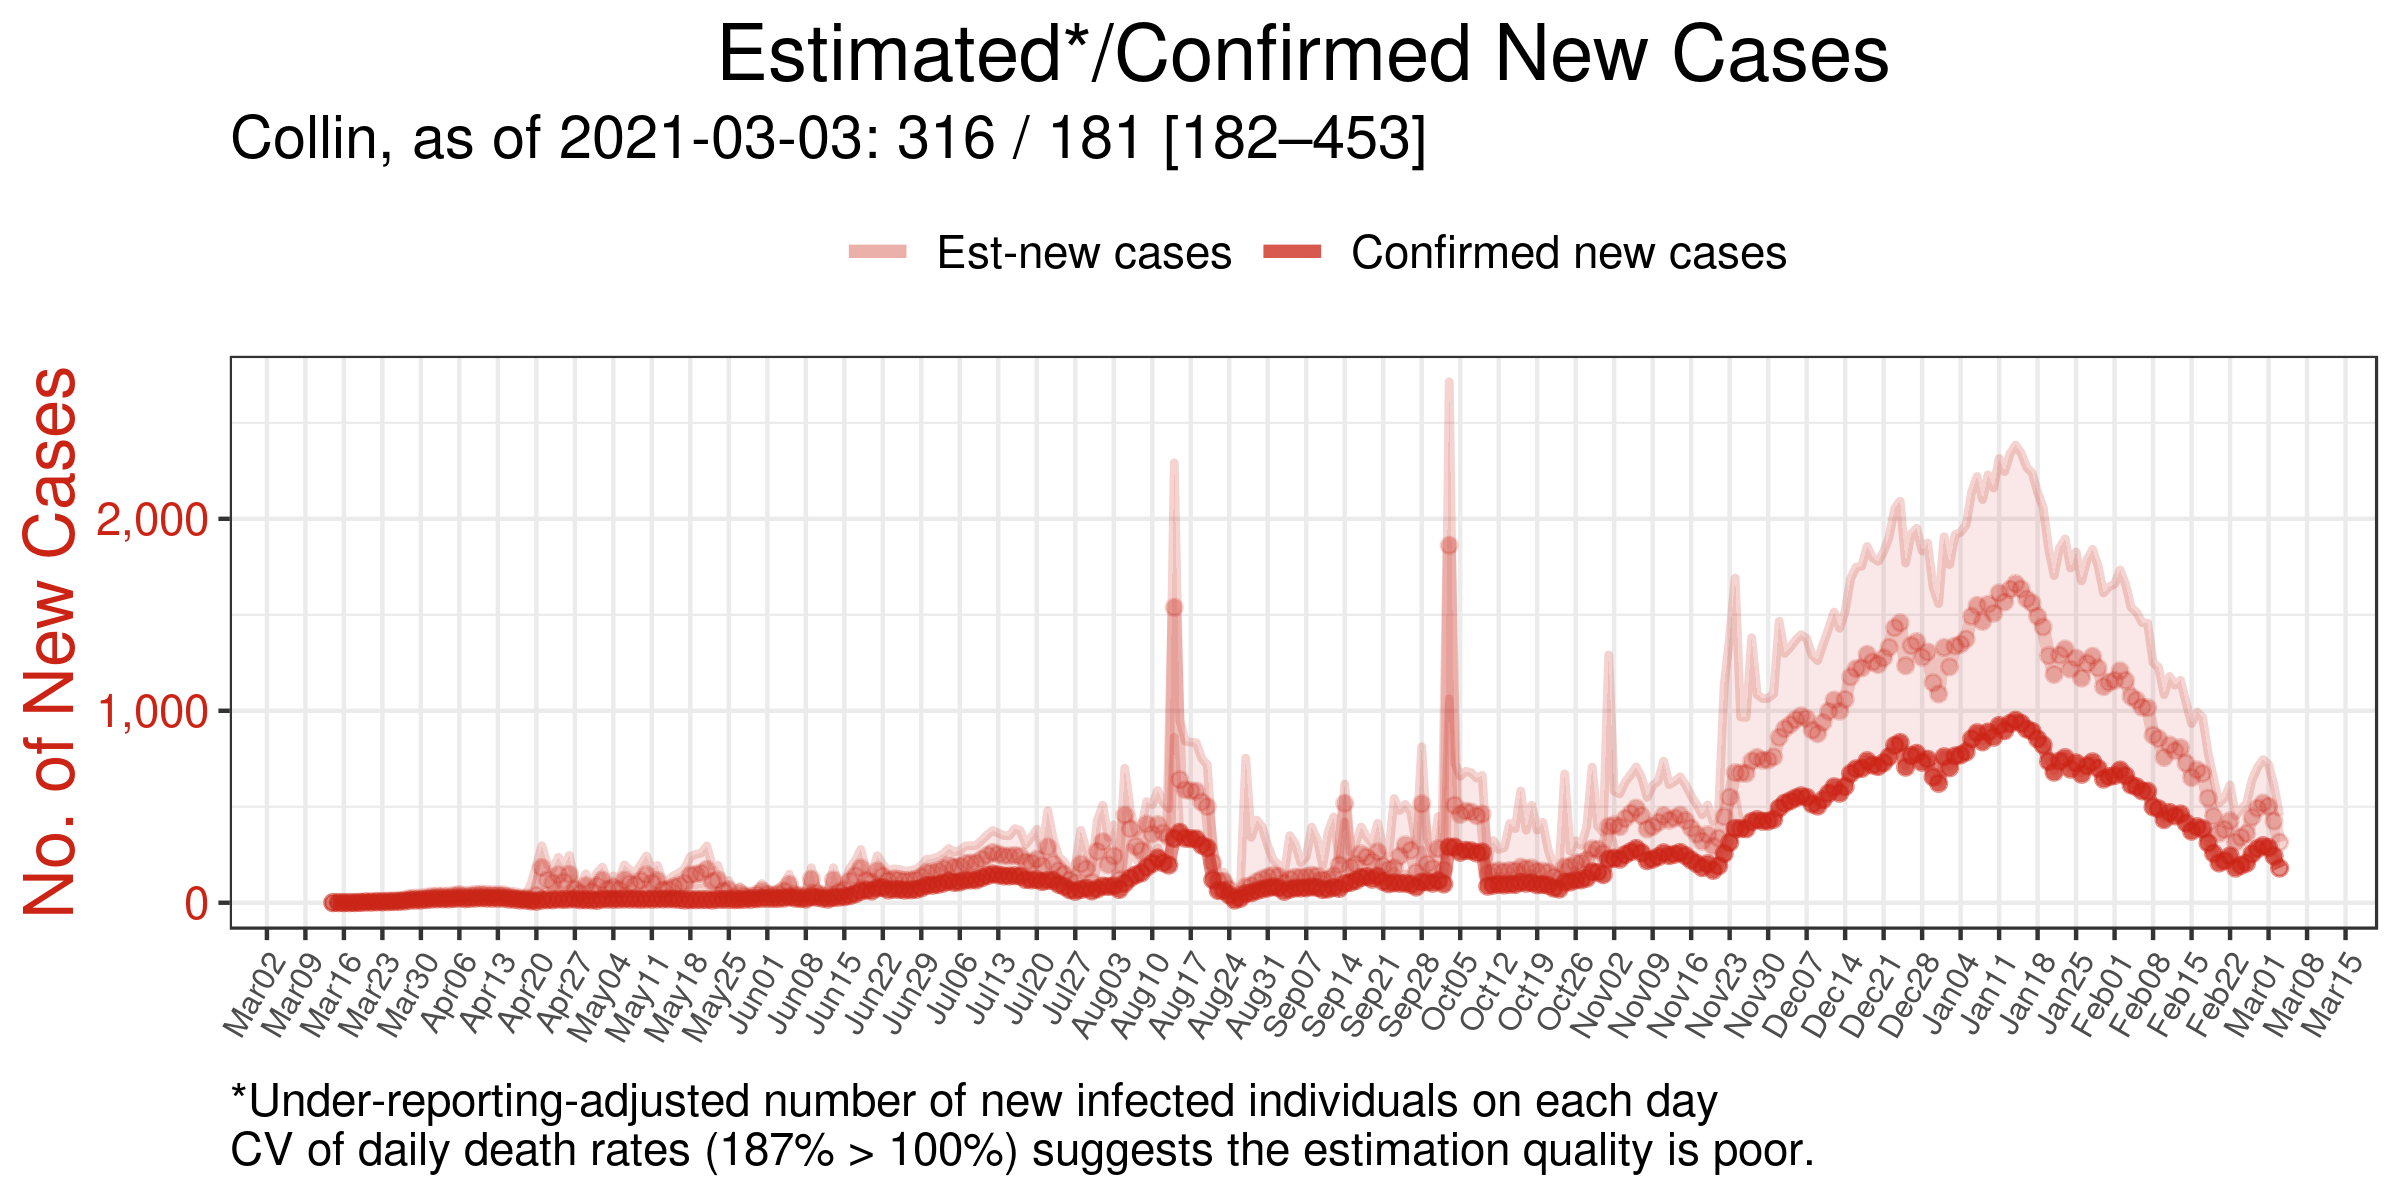 Estimated*/Confirmed New Cases
Collin, as of 2021-03-03: 316 / 181 [182–453]
Est-new cases Confirmed new cases
No. of New Cases
2,000
1,000
0
Mar02 Mar09 Mar16 Mar23 Mar30 Apr06 Apr13 Apr20 Apr27 May04 May11 May18 May25 Jun01 Jun08 Jun15 Jun22 Jun29 Jul06 Jul13 Jul20 Jul27 Aug03 Aug10 Aug17 Aug24 Aug31 Sep07 Sep14 Sep21 Sep28 Oct05 Oct12 Oct19 Oct26 Nov02 Nov09 Nov16 Nov23 Nov30 Dec07 Dec14 Dec21 Dec28 Jan04 Jan11 Jan18 Jan25 Feb01 Feb08 Feb15 Feb22 Mar01 Mar08 Mar15
*Under-reporting-adjusted number of new infected individuals on each day
CV of daily death rates (187% > 100%) suggests the estimation quality is poor.